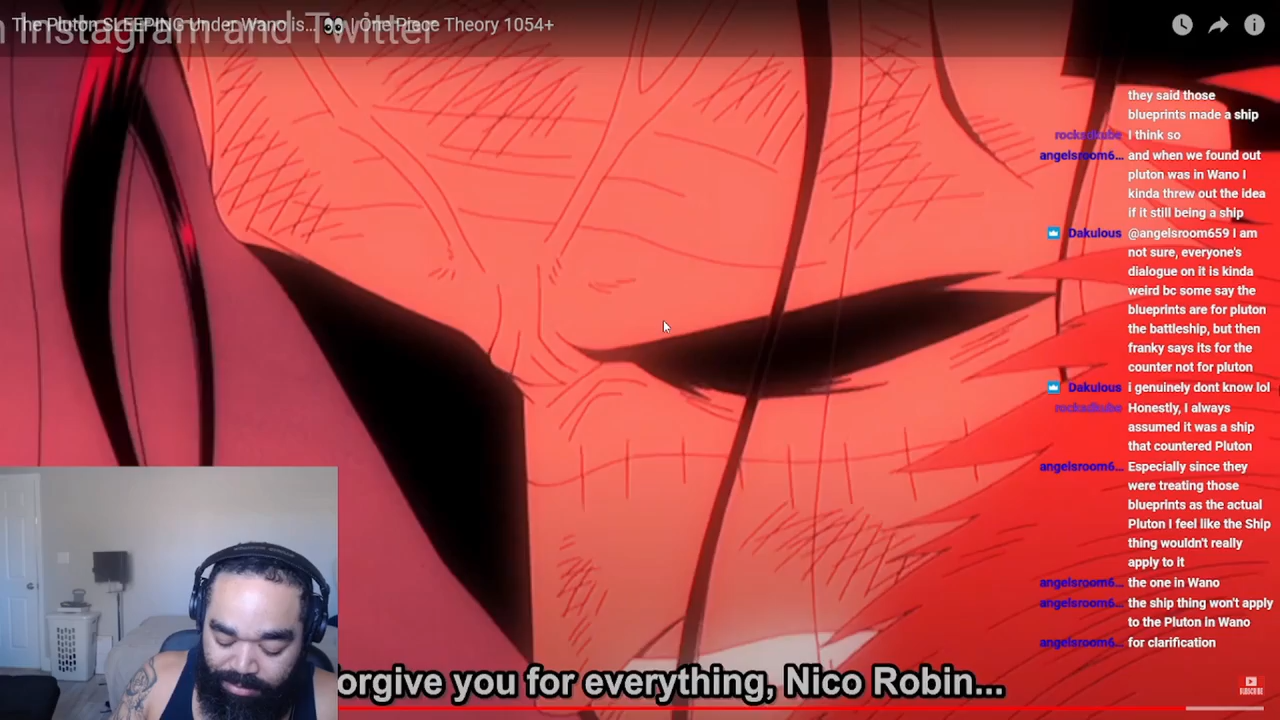 The Pluton SLEEPING Under Wano is... 👀 | One Piece Theory 1054+
n Instagram and Twitter
they said those
blueprints made a ship
rocksdkobe I think so
angelsroom6... and when we found out
pluton was in Wano I
kinda threw out the idea
if it still being a ship
Dakulous @angelsroom659 I am
not sure, everyone's
dialogue on it is kinda
weird bc some say the
blueprints are for pluton
the battleship, but then
franky says its for the
counter not for pluton
Dakulous i genuinely dont know lol
Honestly, I always
assumed it was a ship
that countered Pluton
angelsroom6... Especially since they
were treating those
blueprints as the actual
Pluton I feel like the Ship
thing wouldn't really
apply to it
angelsroom6... the one in Wano
angelsroom6... the ship thing won't apply
to the Pluton in Wano
angelsroom6... for clarification
orgive you for everything, Nico Robin...
SUBSCRIBE